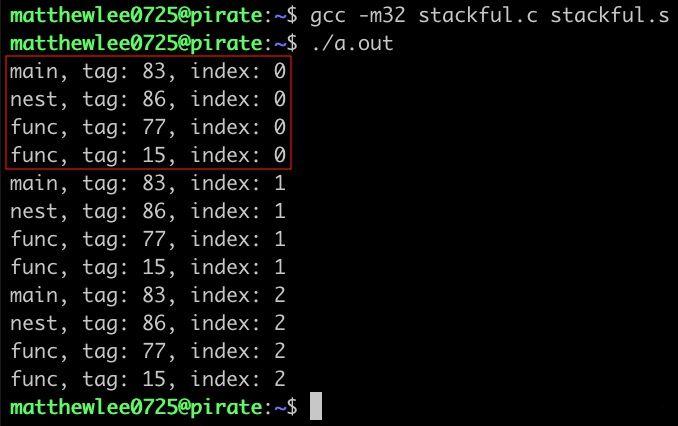 matthewlee0725@pirate:~$ gcc -m32 stackful.c stackful.s
matthewlee0725@pirate:~$ ./a.out
main, tag: 83, index: 0
nest, tag: 86, index: 0
func, tag: 77, index: 0
func, tag: 15, index: 0
main, tag: 83, index: 1
nest, tag: 86, index: 1
func, tag: 77, index: 1
func, tag: 15, index: 1
main, tag: 83, index: 2
nest, tag: 86, index: 2
func, tag: 77, index: 2
func, tag: 15, index: 2
matthewlee0725@pirate:~$